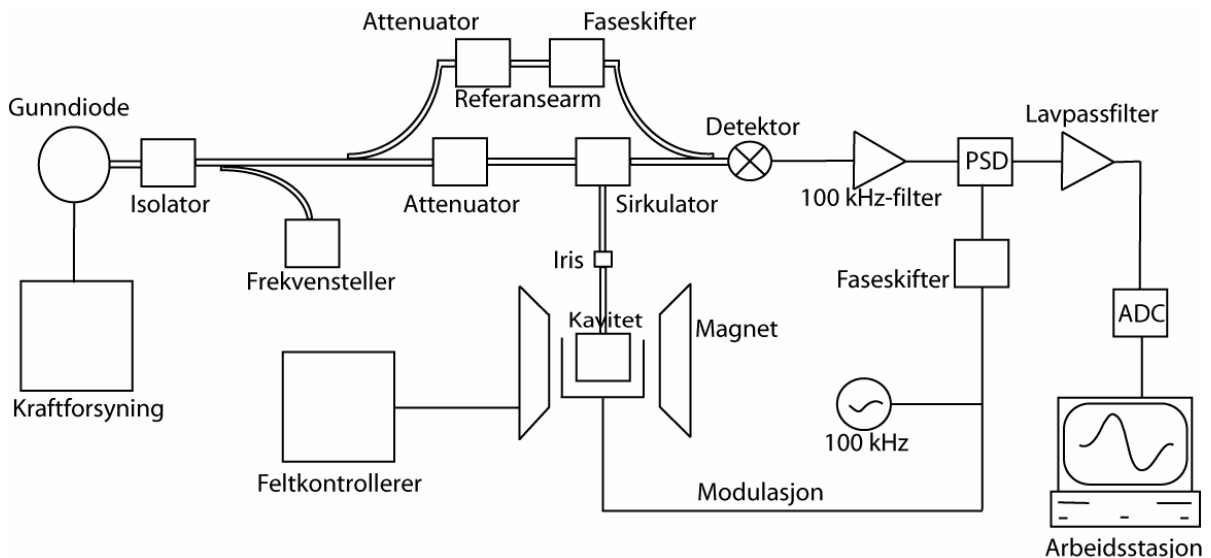 Attenuator
Faseskifter
Gunndiode
Referansearm
Detektor
Lavpassfilter
PSD
Isolator
Attenuator
Sirkulator
100 kHz-filter
Iris
Frekvensteller
Faseskifter
Kavitet
Magnet
ADC
Kraftforsyning
100 kHz
Feltkontrollerer
Modulasjon
Arbeidsstasjon